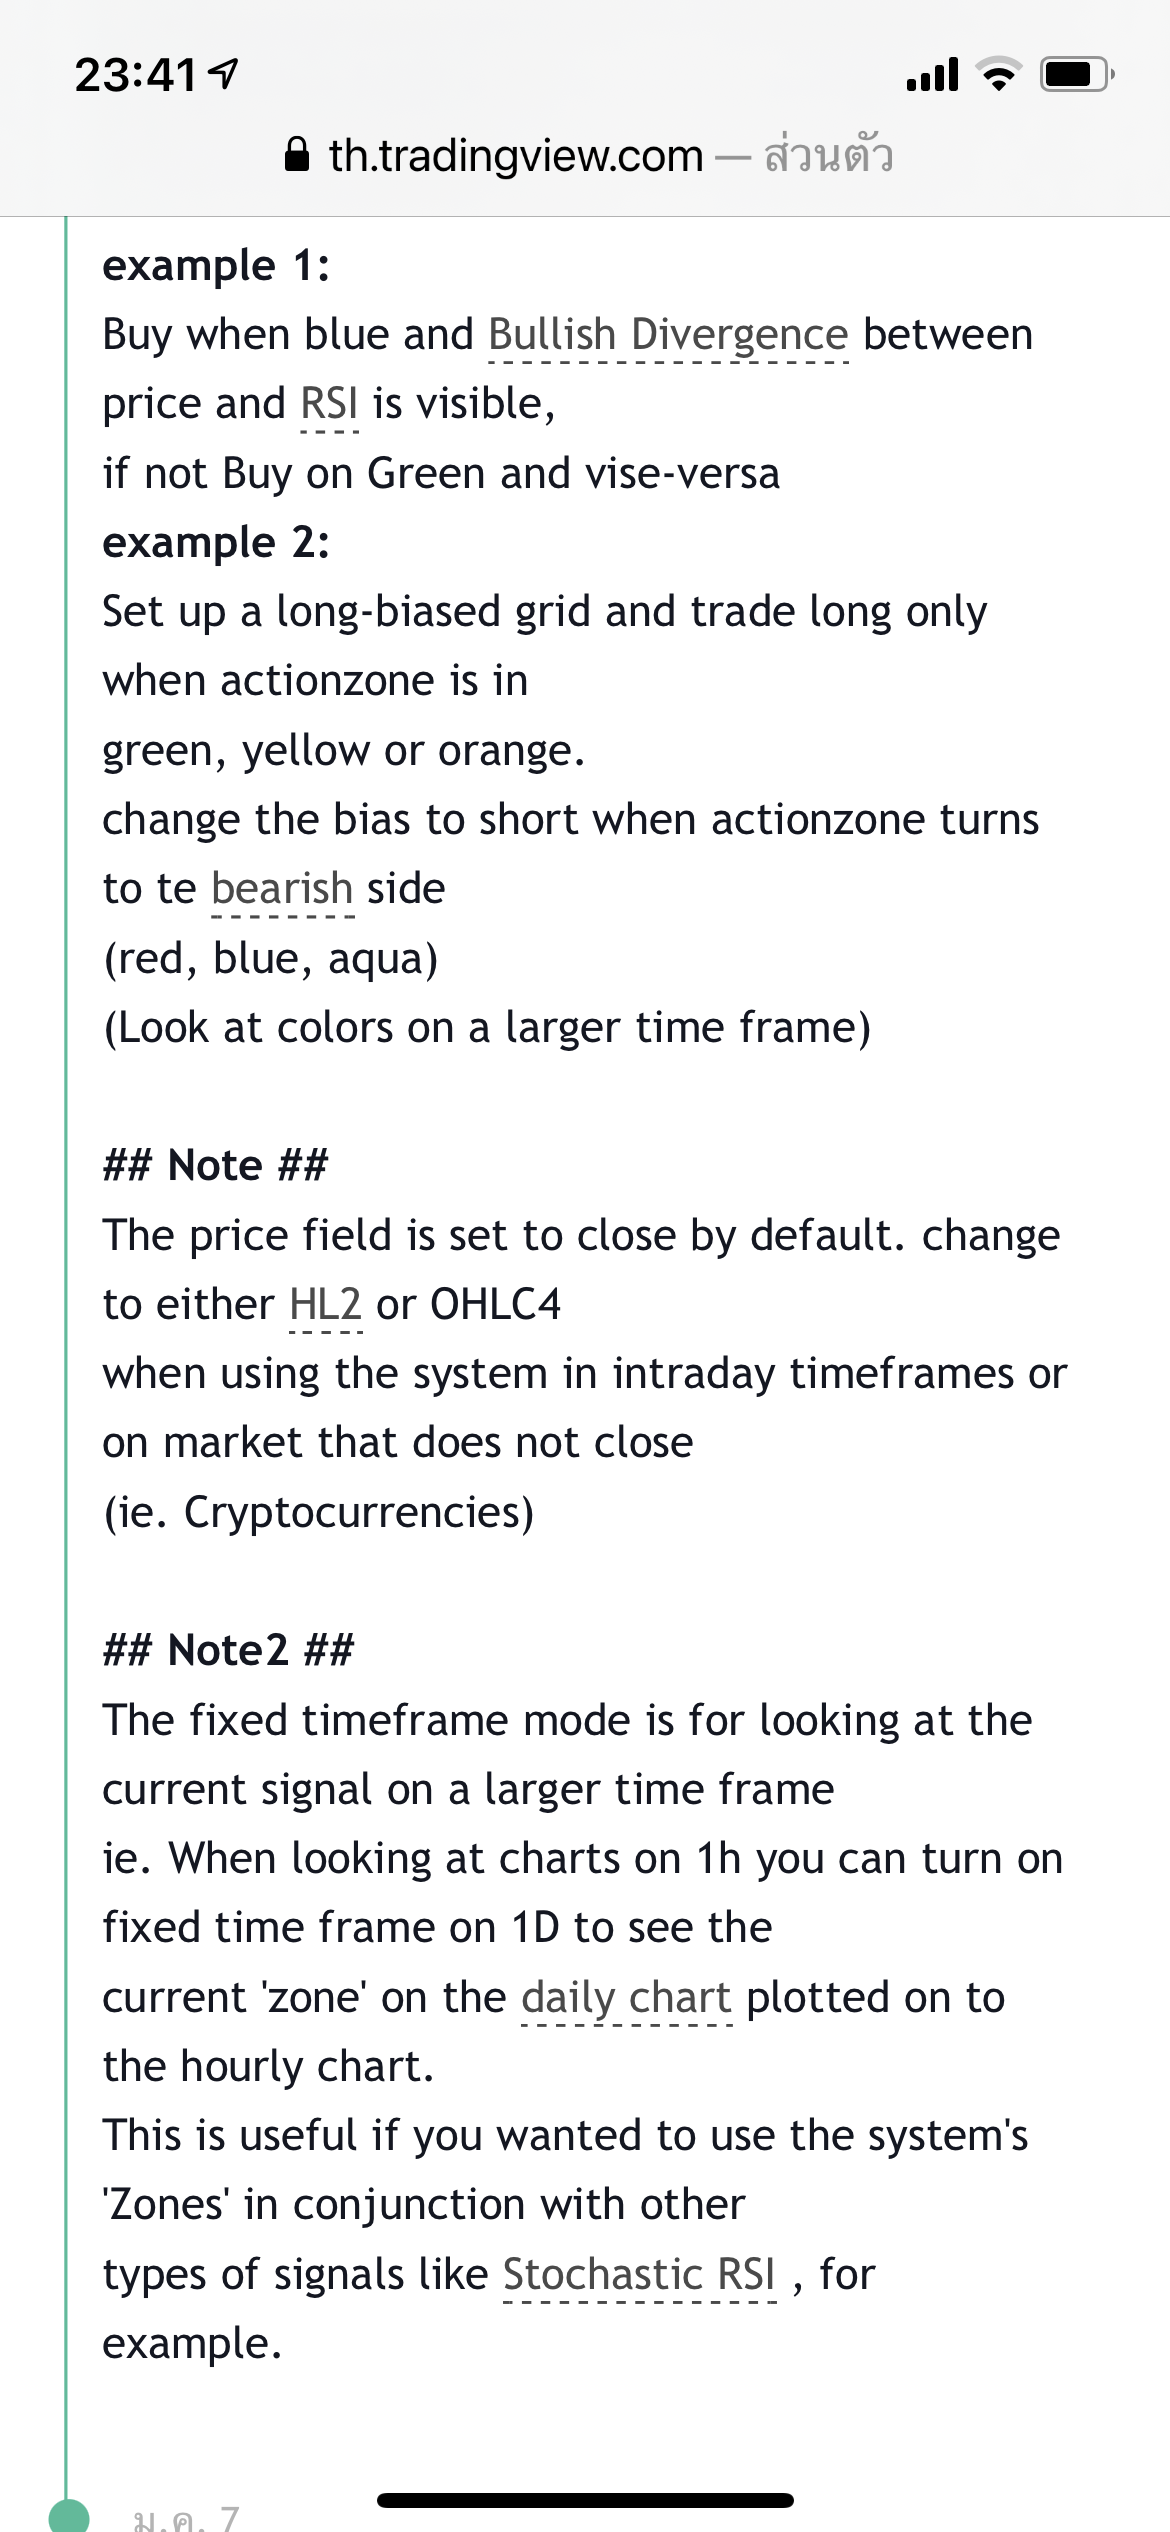 23:41
th.tradingview.com — ส่วนตัว
example 1:
Buy when blue and Bullish Divergence between
price and RSI is visible,
if not Buy on Green and vise-versa
example 2:
Set up a long-biased grid and trade long only
when actionzone is in
green, yellow or orange.
change the bias to short when actionzone turns
to te bearish side
(red, blue, aqua)
(Look at colors on a larger time frame)
## Note ##
The price field is set to close by default. change
to either HL2 or OHLC4
when using the system in intraday timeframes or
on market that does not close
(ie. Cryptocurrencies)
## Note2 ##
The fixed timeframe mode is for looking at the
current signal on a larger time frame
ie. When looking at charts on 1h you can turn on
fixed time frame on 1D to see the
current 'zone' on the daily chart plotted on to
the hourly chart.
This is useful if you wanted to use the system's
'Zones' in conjunction with other
types of signals like Stochastic RSI , for
example.
ม.ค. 7